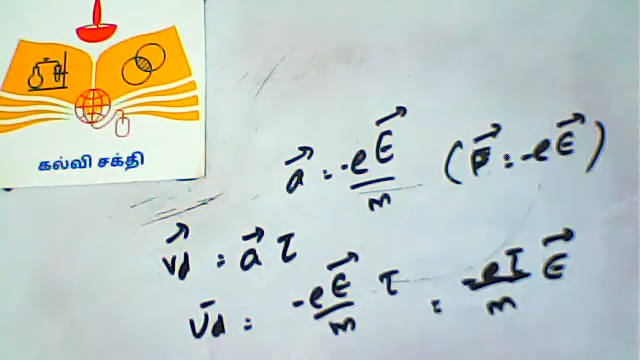 கல்வி சக்தி
a⃗ = -eE⃗/m (F⃗ = -eE⃗)
v⃗d = a⃗ τ
v⃗d = -eE⃗/m τ = -eτ/m E⃗